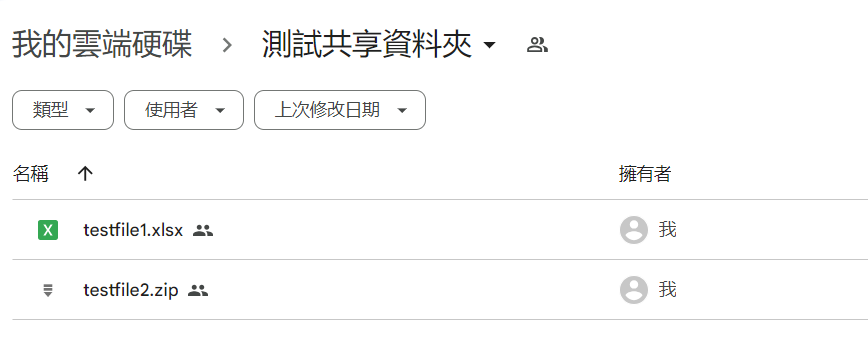 我的雲端硬碟 > 測試共享資料夾
類型 使用者 上次修改日期
名稱 擁有者
testfile1.xlsx 我
testfile2.zip 我